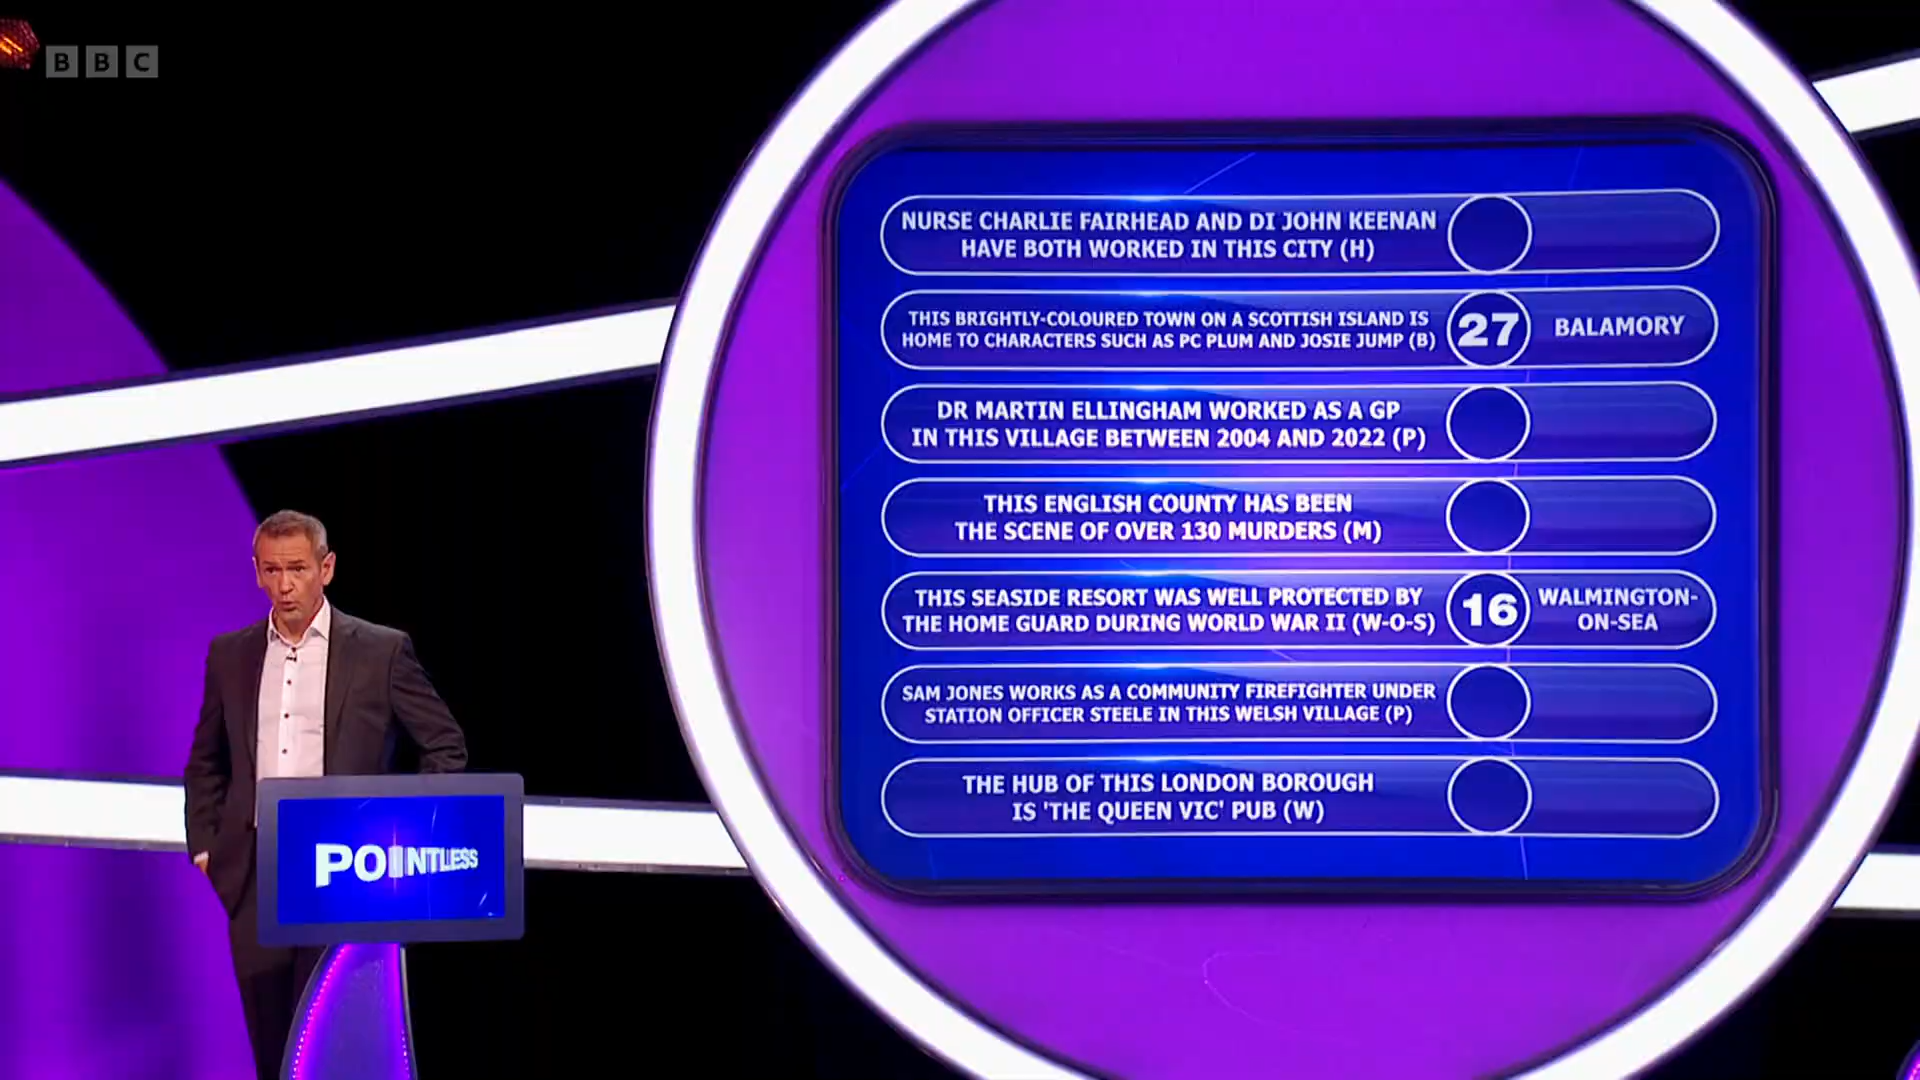 BBC
NURSE CHARLIE FAIRHEAD AND DI JOHN KEENAN
HAVE BOTH WORKED IN THIS CITY (H)
THIS BRIGHTLY-COLOURED TOWN ON A SCOTTISH ISLAND IS
HOME TO CHARACTERS SUCH AS PC PLUM AND JOSIE JUMP (B)
27
BALAMORY
DR MARTIN ELLINGHAM WORKED AS A GP
IN THIS VILLAGE BETWEEN 2004 AND 2022 (P)
THIS ENGLISH COUNTY HAS BEEN
THE SCENE OF OVER 130 MURDERS (M)
THIS SEASIDE RESORT WAS WELL PROTECTED BY
THE HOME GUARD DURING WORLD WAR II (W-O-S)
16
WALMINGTON-
ON-SEA
SAM JONES WORKS AS A COMMUNITY FIREFIGHTER UNDER
STATION OFFICER STEELE IN THIS WELSH VILLAGE (P)
THE HUB OF THIS LONDON BOROUGH
IS 'THE QUEEN VIC' PUB (W)
POINTLESS